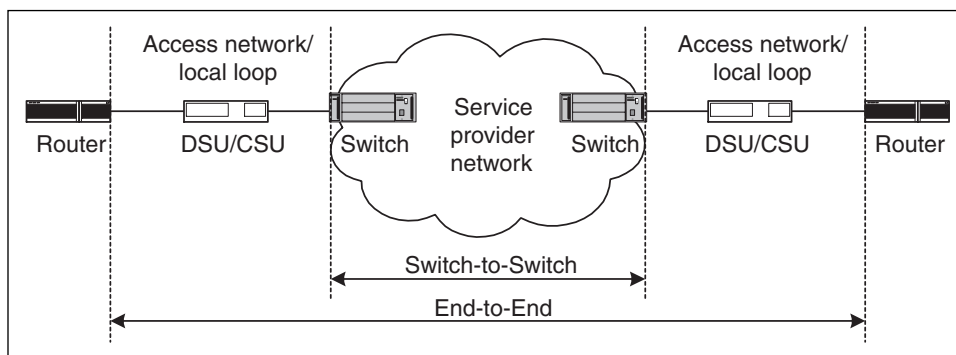 Access network/
local loop
Access network/
local loop
Service
provider
network
Router
DSU/CSU
Switch
Switch
DSU/CSU
Router
Switch-to-Switch
End-to-End